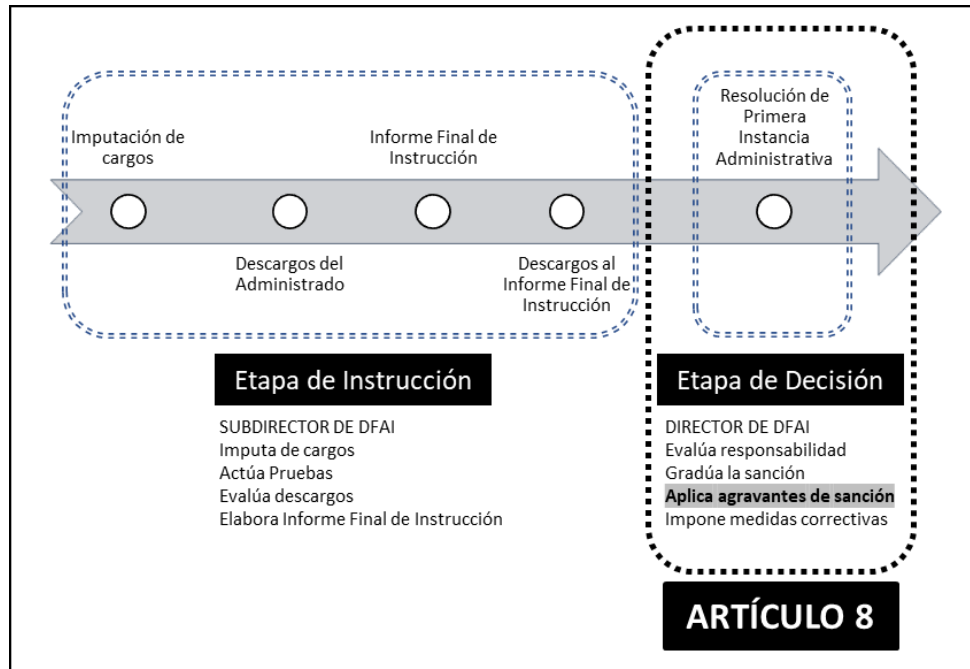 Imputación de
cargos
Informe Final de
Instrucción
Resolución de
Primera
Instancia
Administrativa
Descargos del
Administrado
Descargos al
Informe Final de
Instrucción
Etapa de Instrucción
SUBDIRECTOR DE DFAI
Imputa de cargos
Actúa Pruebas
Evalúa descargos
Elabora Informe Final de Instrucción
Etapa de Decisión
DIRECTOR DE DFAI
Evalúa responsabilidad
Gradúa la sanción
Aplica agravantes de sanción
Impone medidas correctivas
ARTÍCULO 8